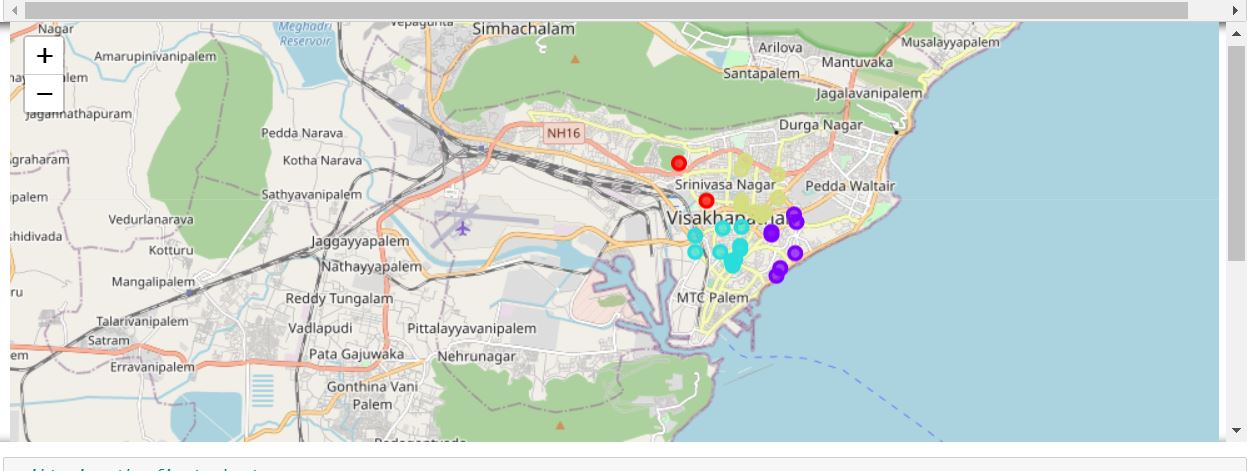 Nagar
Meghadri
Reservoir
Vepagunta
Simhachalam
Arilova
Musalayyapalem
Amarupinivanipalem
Mantuvaka
Santapalem
+
−
Jagannathapuram
Jagalavanipalem
Durga Nagar
Pedda Narava
NH16
Kotha Narava
Agraharam
Srinivasa Nagar
Pedda Waltair
Sathyavanipalem
Vedurlanarava
Visakhapatnam
Jaggayyapalem
Kotturu
Nathayyapalem
Mangalipalem
Reddy Tungalam
MTC Palem
Talarivanipalem
Vadlapudi
Pittalayyavanipalem
Satram
Pata Gajuwaka
Nehrunagar
Erravanipalem
Gonthina Vani
Palem